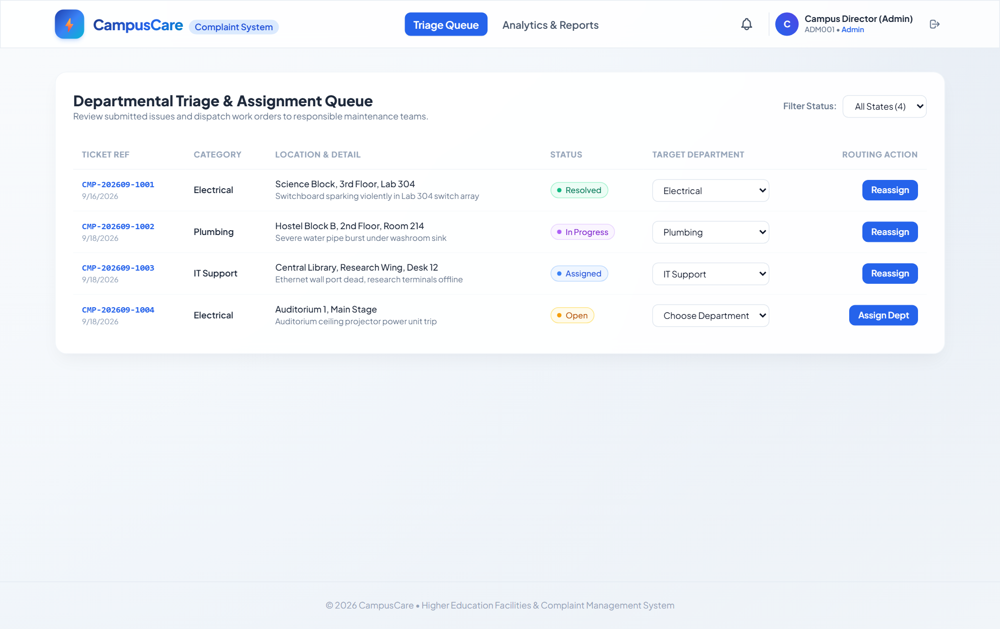 CampusCare Complaint System Triage Queue Analytics & Reports C Campus Director (Admin)
ADM001 • Admin
Departmental Triage & Assignment Queue
Review submitted issues and dispatch work orders to responsible maintenance teams.
Filter Status: All States (4)
TICKET REF CATEGORY LOCATION & DETAIL STATUS TARGET DEPARTMENT ROUTING ACTION
CMP-202609-1001 Electrical Science Block, 3rd Floor, Lab 304 Resolved Electrical Reassign
9/16/2026 Switchboard sparking violently in Lab 304 switch array
CMP-202609-1002 Plumbing Hostel Block B, 2nd Floor, Room 214 In Progress Plumbing Reassign
9/18/2026 Severe water pipe burst under washroom sink
CMP-202609-1003 IT Support Central Library, Research Wing, Desk 12 Assigned IT Support Reassign
9/18/2026 Ethernet wall port dead, research terminals offline
CMP-202609-1004 Electrical Auditorium 1, Main Stage Open Choose Department Assign Dept
9/18/2026 Auditorium ceiling projector power unit trip
© 2026 CampusCare • Higher Education Facilities & Complaint Management System